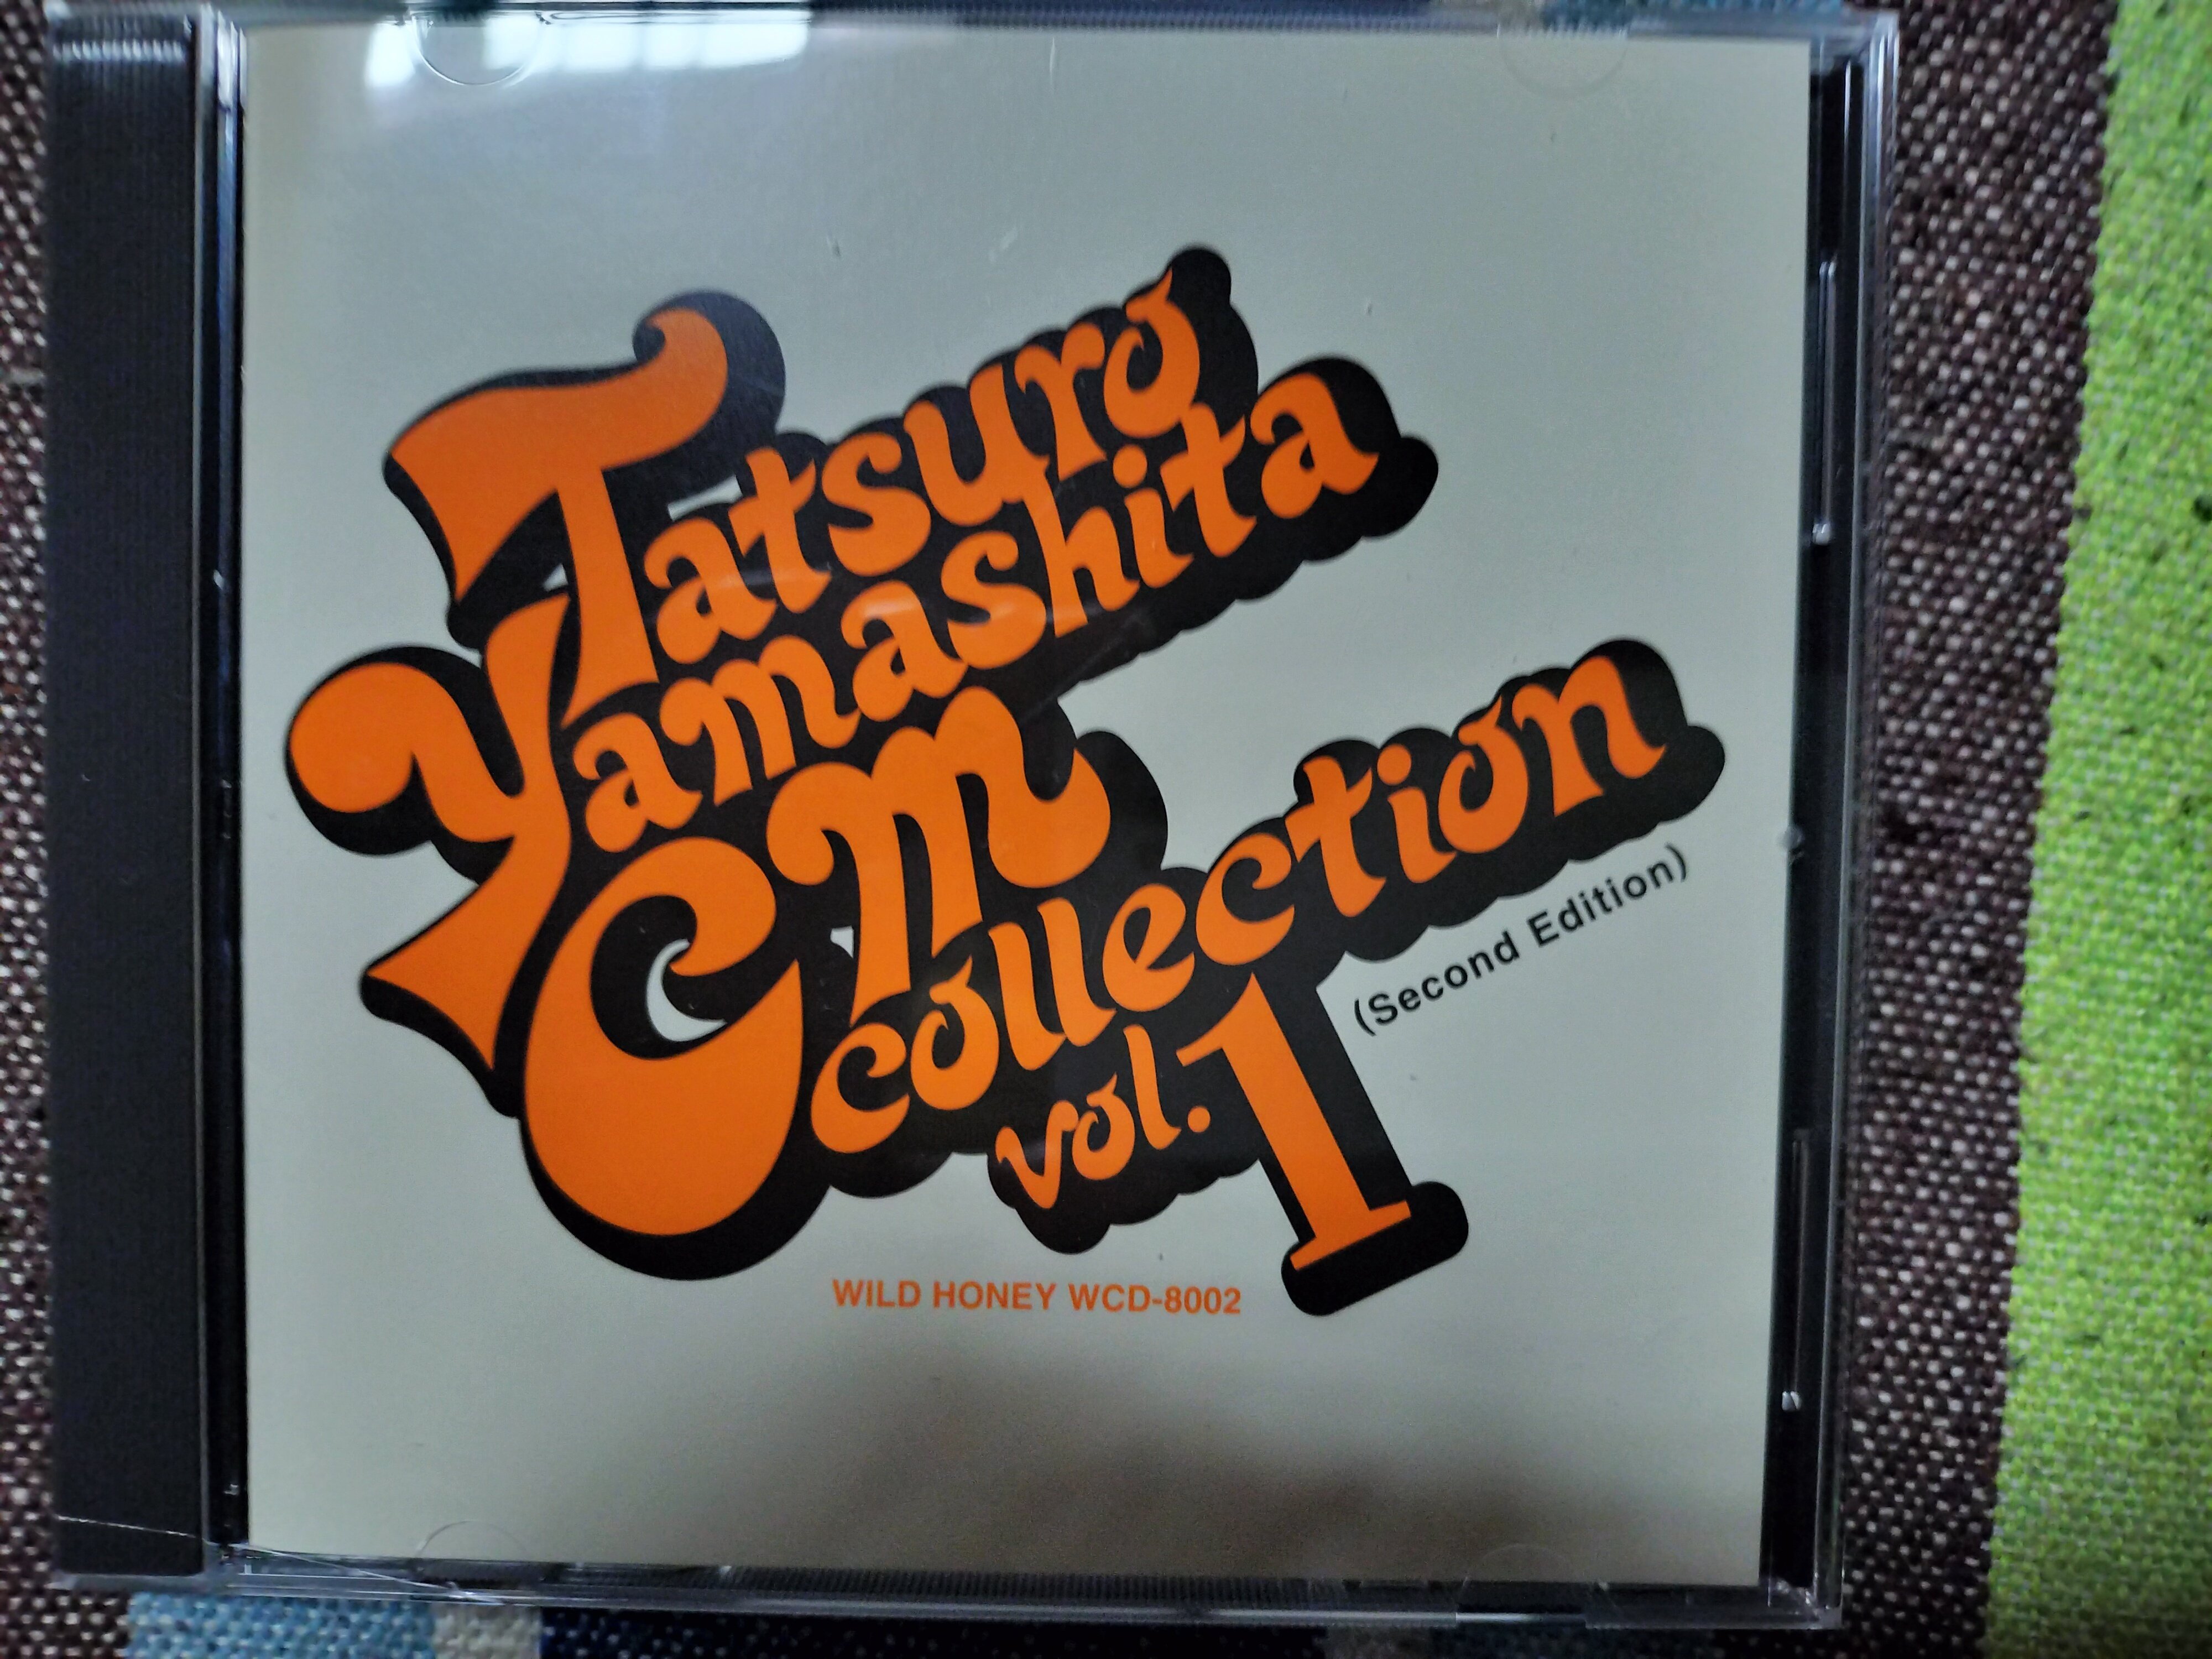 Tatsuro
Yamashita
CM
collection
(Second Edition)
vol.1
WILD HONEY WCD-8002